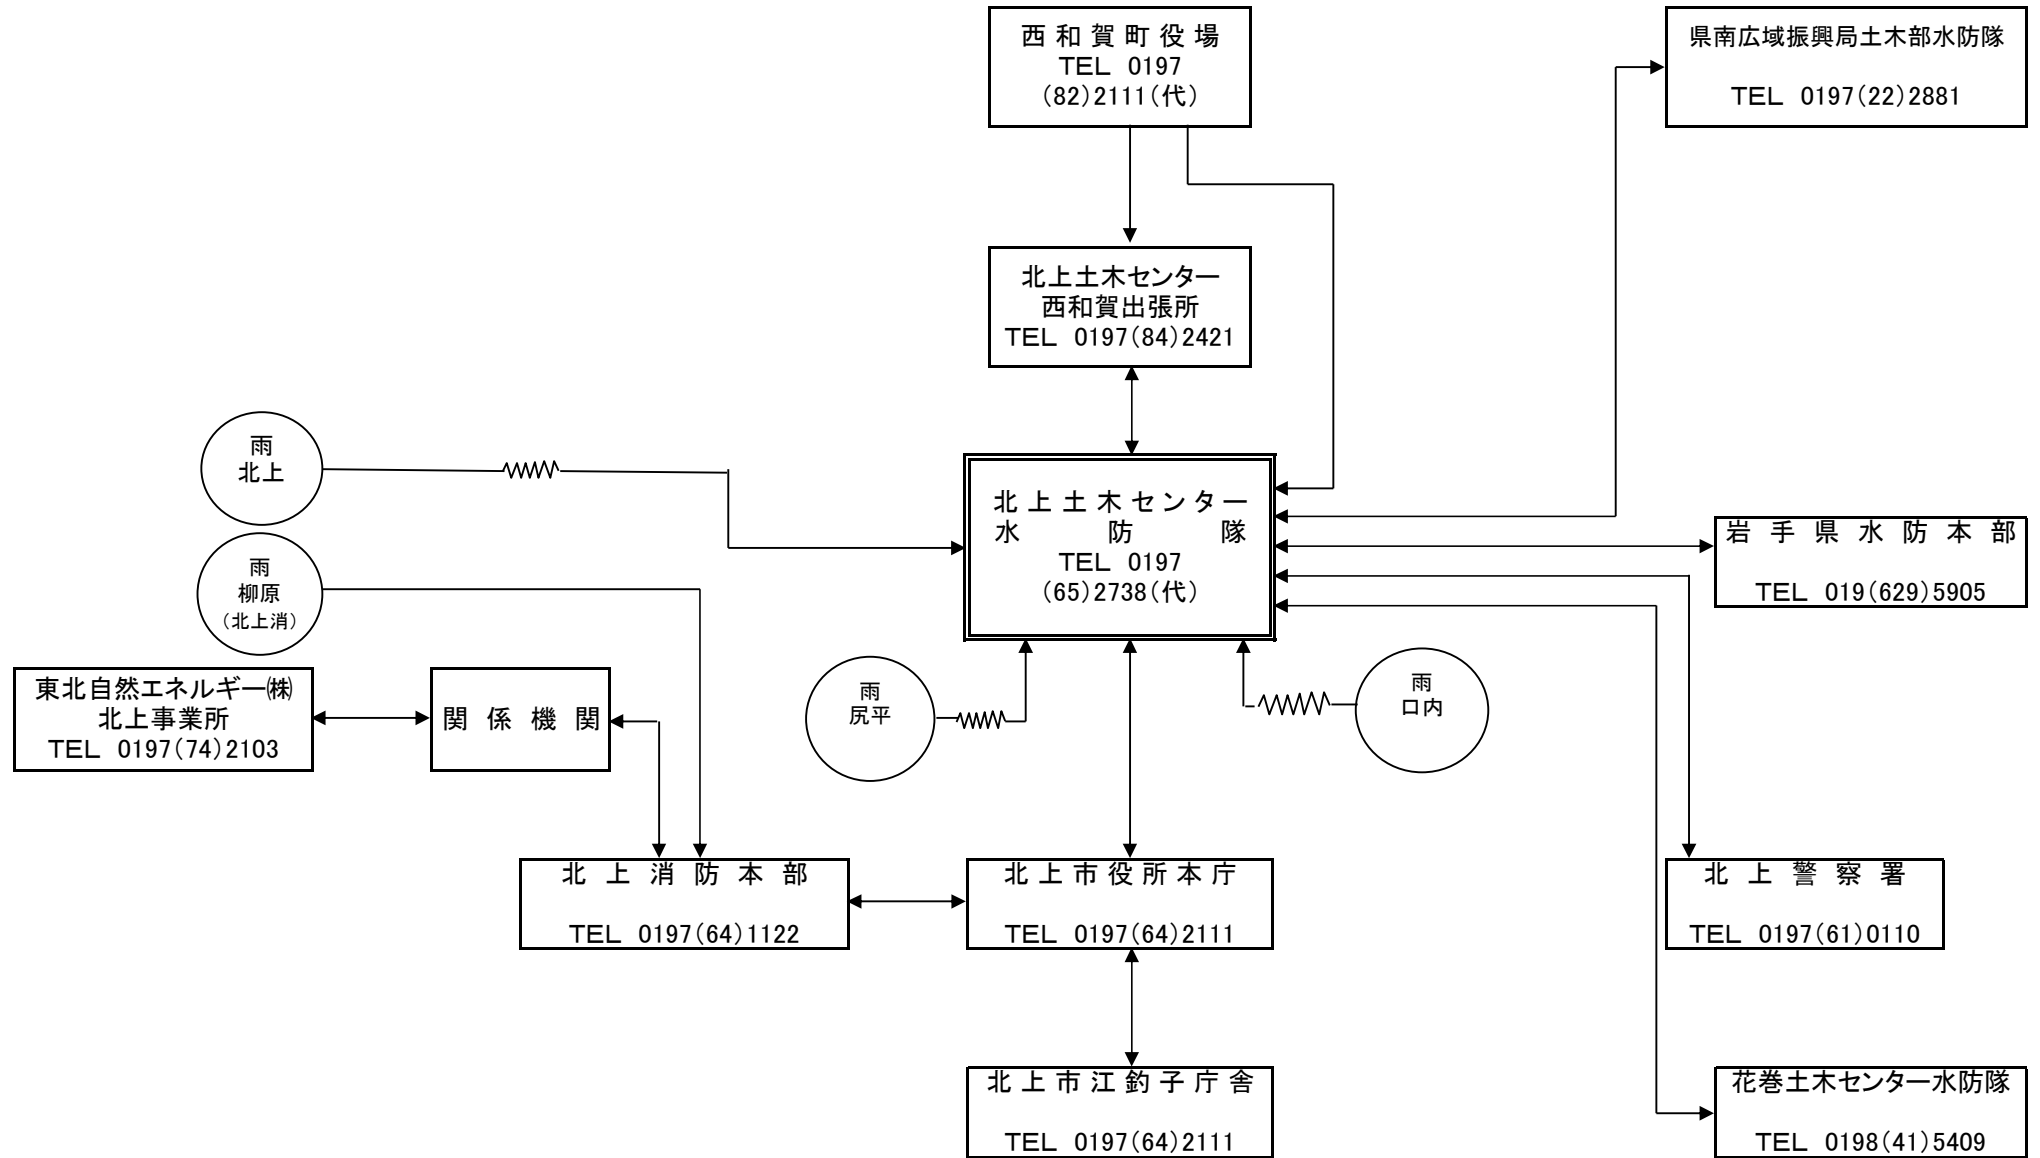 西和賀町役場
TEL 0197
(82)2111(代)
県南広域振興局土木部水防隊
TEL 0197(22)2881
北上土木センター
西和賀出張所
TEL 0197(84)2421
雨
北上
北上土木センター
水防隊
TEL 0197
(65)2738(代)
岩手県水防本部
TEL 019(629)5905
雨
柳原
(北上消)
東北自然エネルギー㈱
北上事業所
TEL 0197(74)2103
関係機関
雨
尻平
雨
口内
北上消防本部
TEL 0197(64)1122
北上市役所本庁
TEL 0197(64)2111
北上警察署
TEL 0197(61)0110
北上市江釣子庁舎
TEL 0197(64)2111
花巻土木センター水防隊
TEL 0198(41)5409